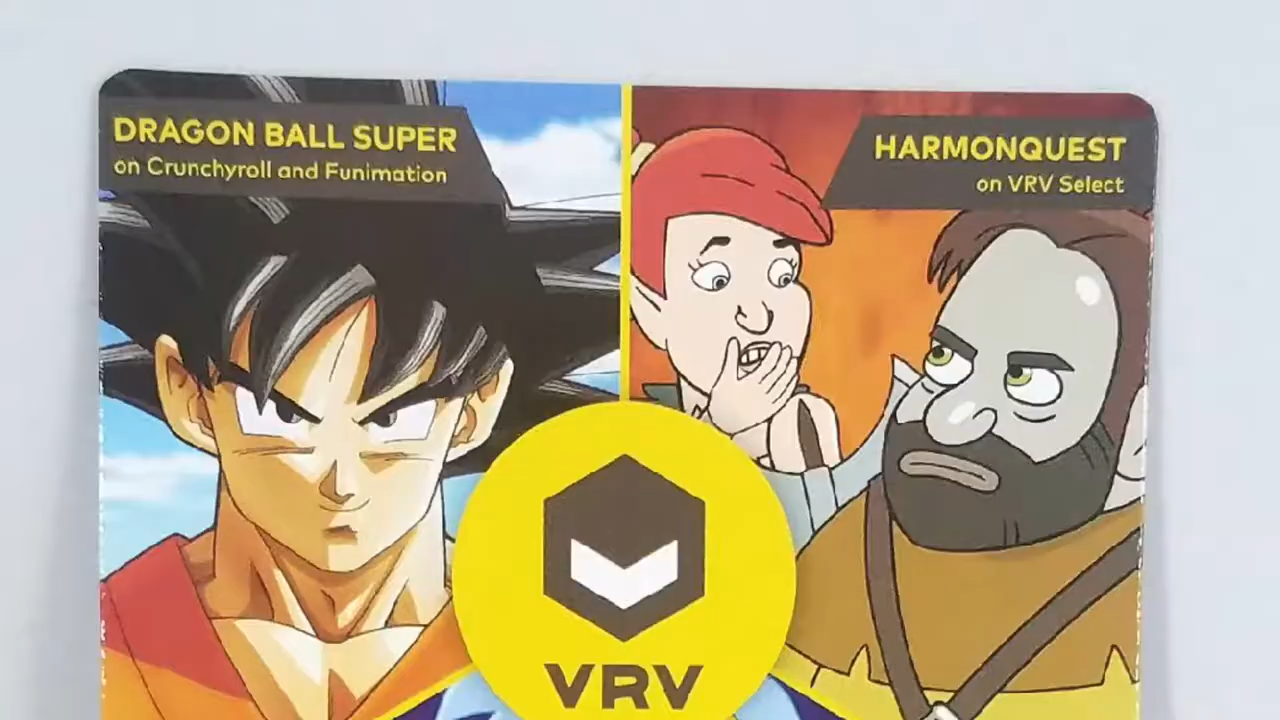 DRAGON BALL SUPER
on Crunchyroll and Funimation
HARMONQUEST
on VRV Select
VRV